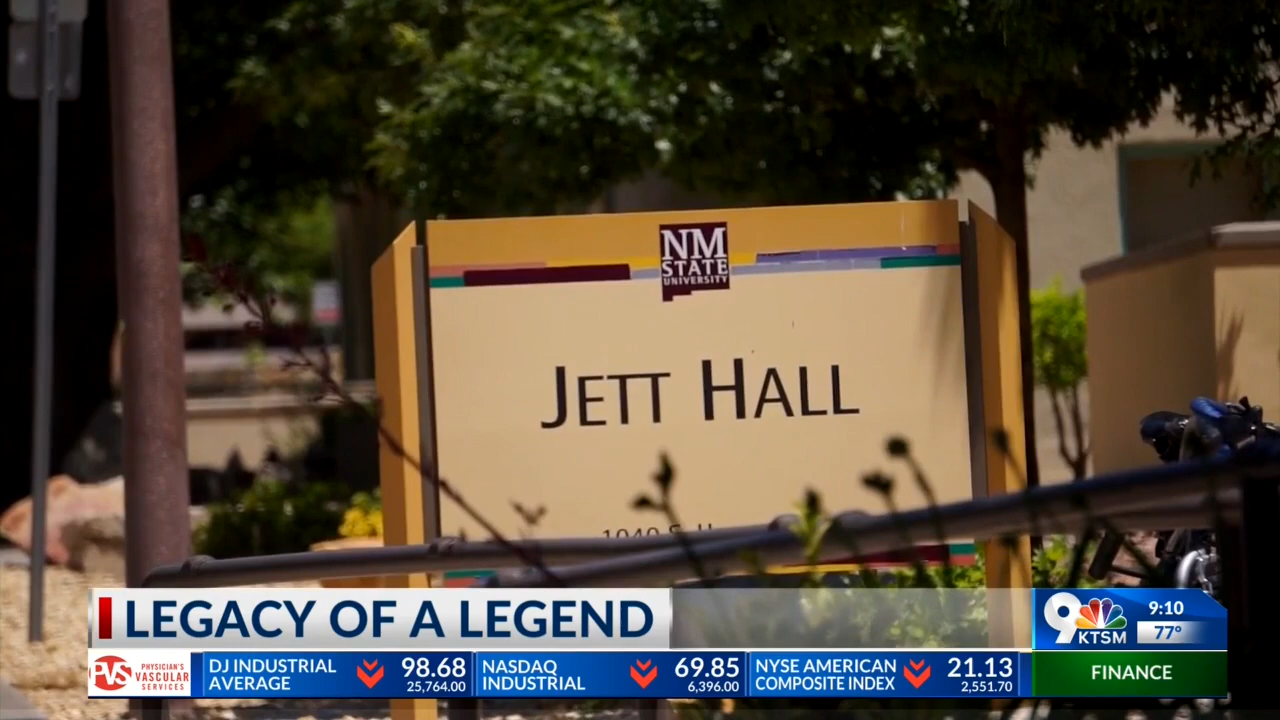 NM
STATE
UNIVERSITY
JETT HALL
LEGACY OF A LEGEND
9
KTSM
9:10
77°
PVS
PHYSICIAN'S
VASCULAR
SERVICES
DJ INDUSTRIAL
AVERAGE
98.68
25,764.00
NASDAQ
INDUSTRIAL
69.85
6,396.00
NYSE AMERICAN
COMPOSITE INDEX
21.13
2,551.70
FINANCE